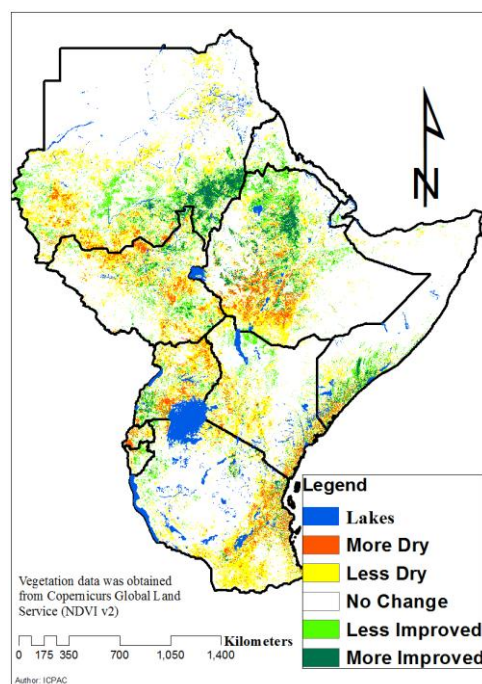 N
Legend
Lakes
More Dry
Less Dry
No Change
Less Improved
More Improved
Vegetation data was obtained
from Copernicurs Global Land
Service (NDVI v2)
Kilometers
0 175 350 700 1,050 1,400
Author: ICPAC